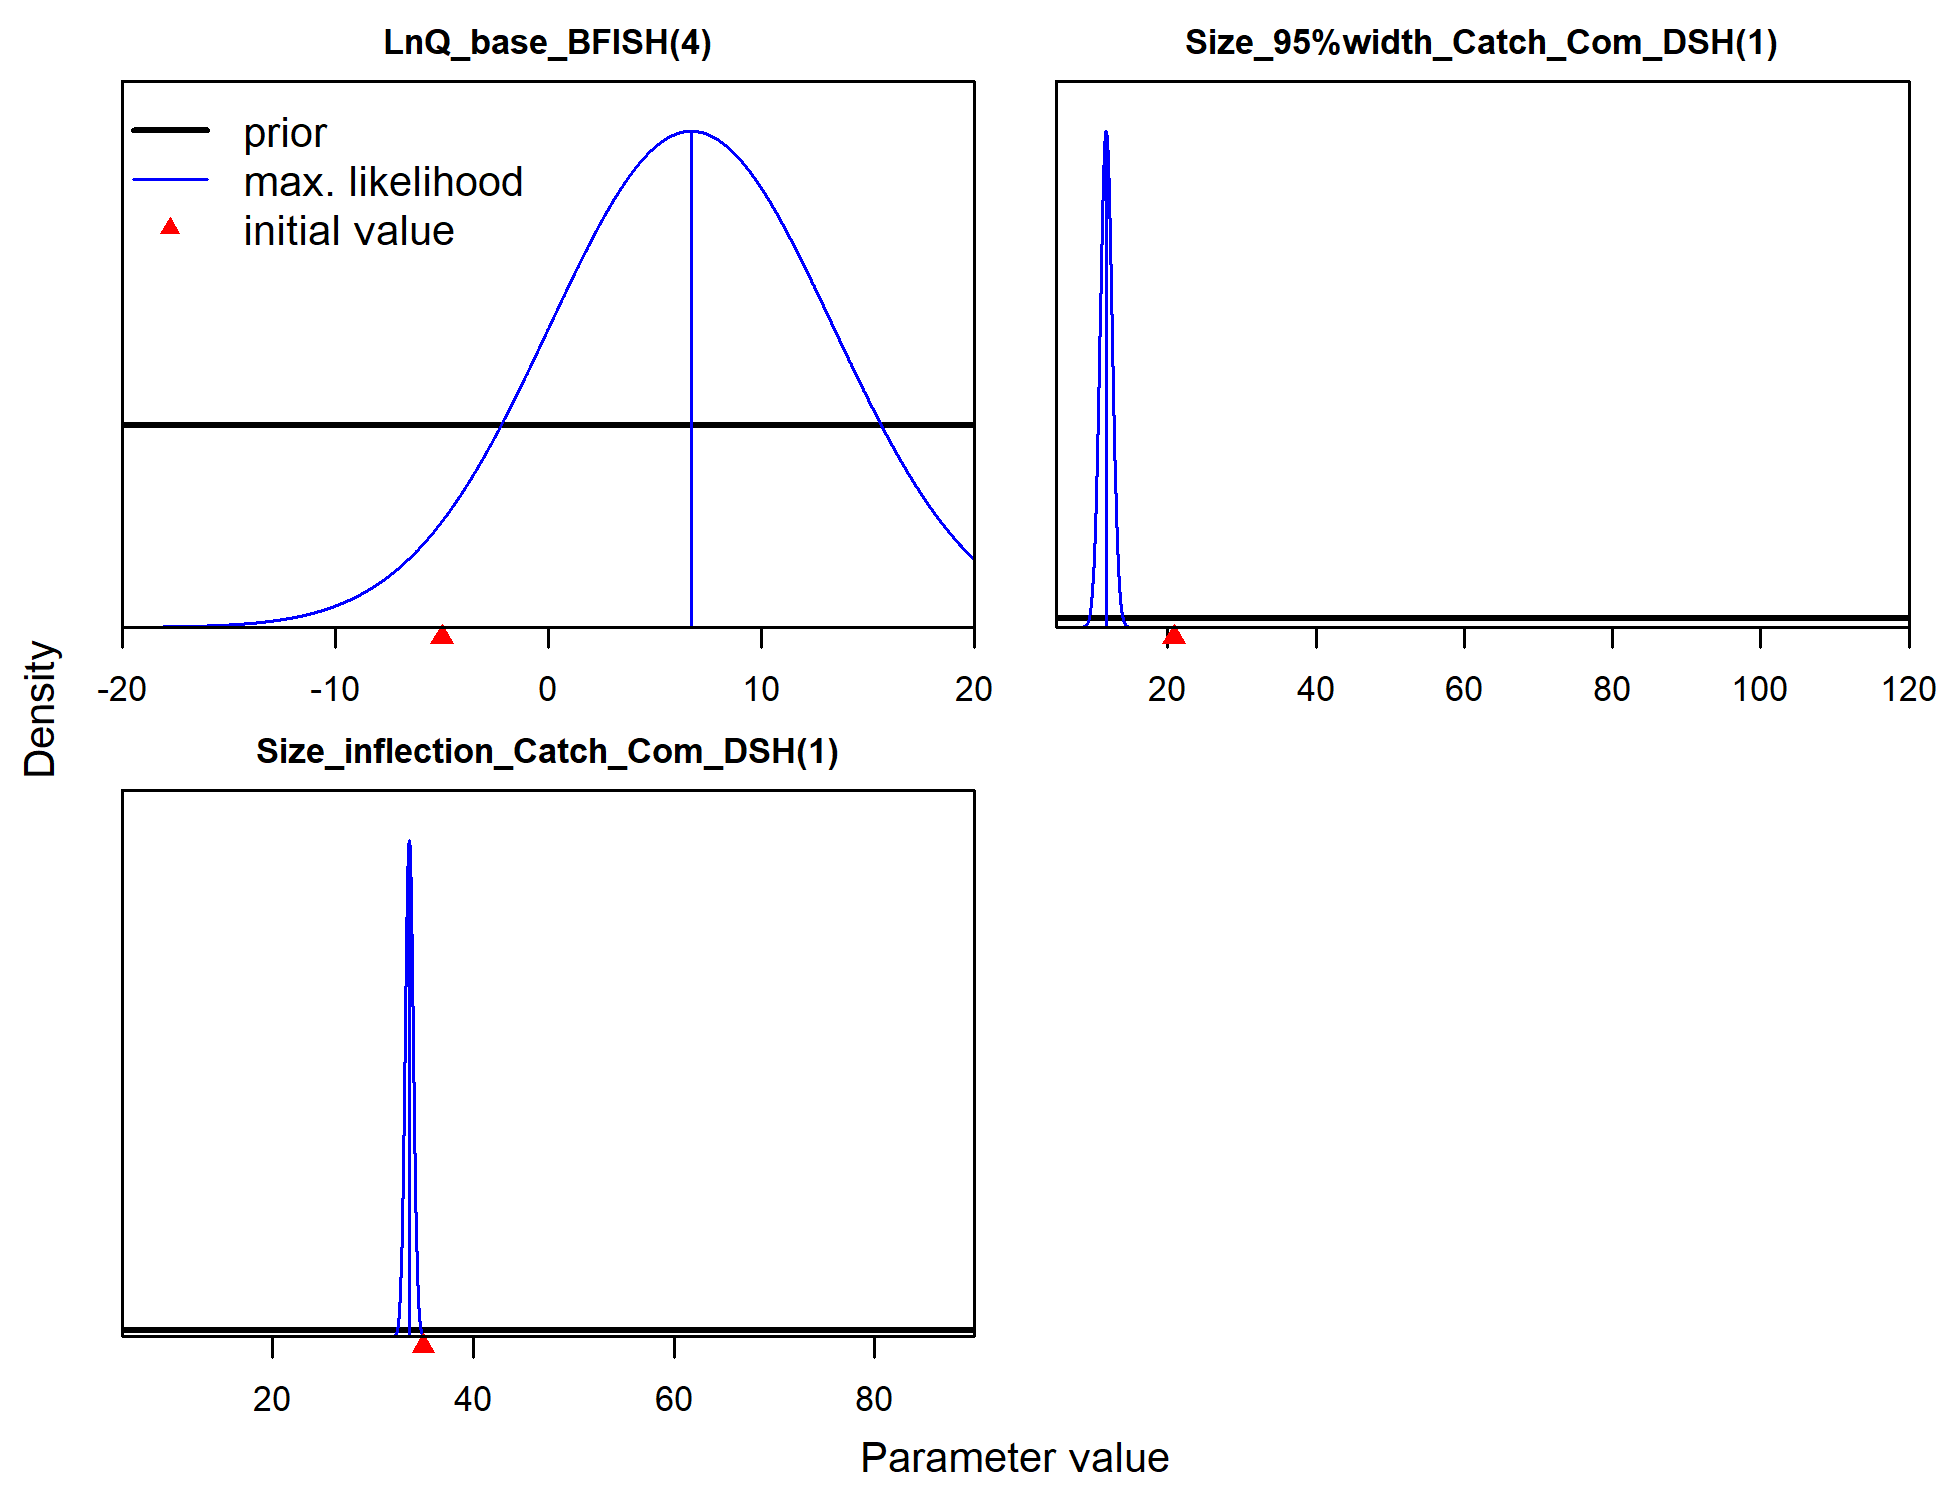 LnQ_base_BFISH(4)
Size_95%width_Catch_Com_DSH(1)
prior
max. likelihood
initial value
-20 -10 0 10 20
20 40 60 80 100 120
Density
Size_inflection_Catch_Com_DSH(1)
20 40 60 80
Parameter value